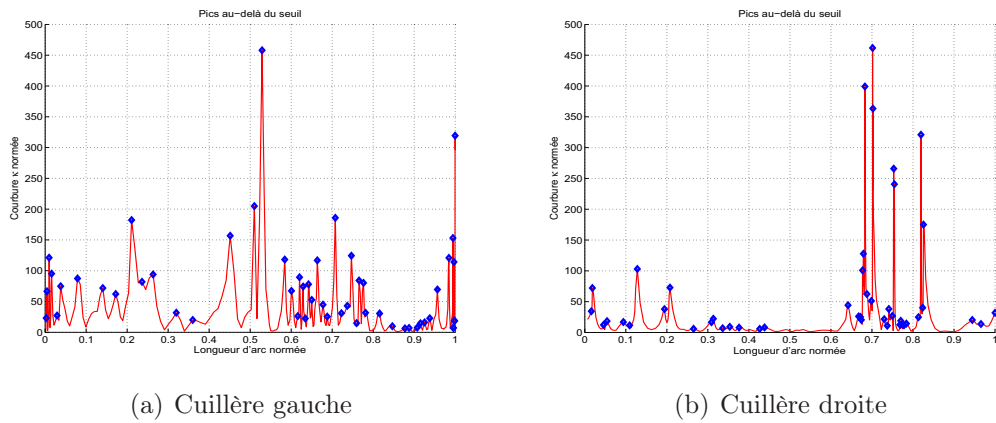 Pics au−delà du seuil
500
450
400
350
300
250
200
150
100
50
0
Courbure κ normée
0 0.1 0.2 0.3 0.4 0.5 0.6 0.7 0.8 0.9 1
Longueur d'arc normée
(a) Cuillère gauche
Pics au−delà du seuil
500
450
400
350
300
250
200
150
100
50
0
Courbure κ normée
0 0.1 0.2 0.3 0.4 0.5 0.6 0.7 0.8 0.9 1
Longueur d'arc normée
(b) Cuillère droite